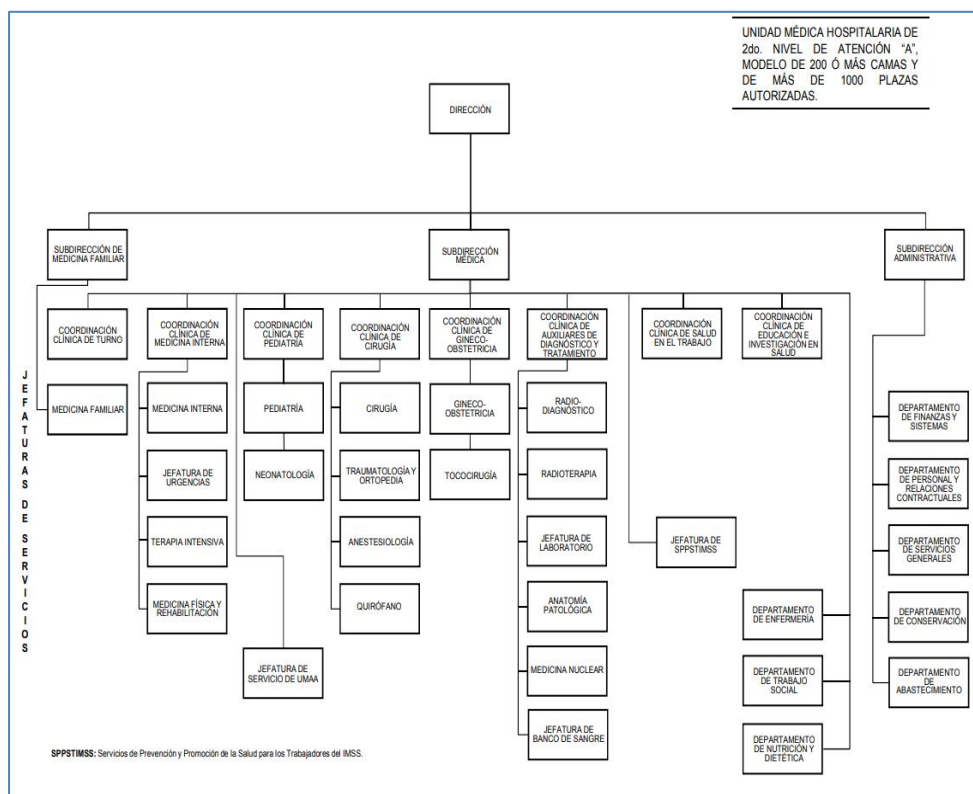 UNIDAD MÉDICA HOSPITALARIA DE
2do. NIVEL DE ATENCIÓN “A”,
MODELO DE 200 Ó MÁS CAMAS Y
DE MÁS DE 1000 PLAZAS
AUTORIZADAS.
DIRECCIÓN
SUBDIRECCIÓN DE
MEDICINA FAMILIAR
SUBDIRECCIÓN
MÉDICA
SUBDIRECCIÓN
ADMINISTRATIVA
COORDINACIÓN
CLÍNICA DE TURNO
COORDINACIÓN
CLÍNICA DE
MEDICINA INTERNA
COORDINACIÓN
CLÍNICA DE
PEDIATRÍA
COORDINACIÓN
CLÍNICA DE
CIRUGÍA
COORDINACIÓN
CLÍNICA DE
GINECO-
OBSTETRICIA
COORDINACIÓN
CLÍNICA DE
AUXILIARES DE
DIAGNÓSTICO Y
TRATAMIENTO
COORDINACIÓN
CLÍNICA DE SALUD
EN EL TRABAJO
COORDINACIÓN
CLÍNICA DE
EDUCACIÓN E
INVESTIGACIÓN EN
SALUD
JEFATURAS DE SERVICIOS
MEDICINA FAMILIAR
MEDICINA INTERNA
PEDIATRÍA
CIRUGÍA
GINECO-
OBSTETRICIA
RADIO-
DIAGNÓSTICO
DEPARTAMENTO
DE FINANZAS Y
SISTEMAS
JEFATURA DE
URGENCIAS
NEONATOLOGÍA
TRAUMATOLOGÍA Y
ORTOPEDIA
TOCOCIRUGÍA
RADIOTERAPIA
DEPARTAMENTO
DE PERSONAL Y
RELACIONES
CONTRACTUALES
TERAPIA INTENSIVA
ANESTESIOLOGÍA
JEFATURA DE
LABORATORIO
JEFATURA DE
SPPSTIMSS
DEPARTAMENTO
DE SERVICIOS
GENERALES
MEDICINA FÍSICA Y
REHABILITACIÓN
QUIRÓFANO
ANATOMÍA
PATOLÓGICA
DEPARTAMENTO
DE ENFERMERÍA
DEPARTAMENTO
DE CONSERVACIÓN
JEFATURA DE
SERVICIO DE UMAA
MEDICINA NUCLEAR
DEPARTAMENTO
DE TRABAJO
SOCIAL
DEPARTAMENTO
DE
ABASTECIMIENTO
JEFATURA DE
BANCO DE SANGRE
DEPARTAMENTO
DE NUTRICIÓN Y
DIETÉTICA
SPPSTIMSS: Servicios de Prevención y Promoción de la Salud para los Trabajadores del IMSS.